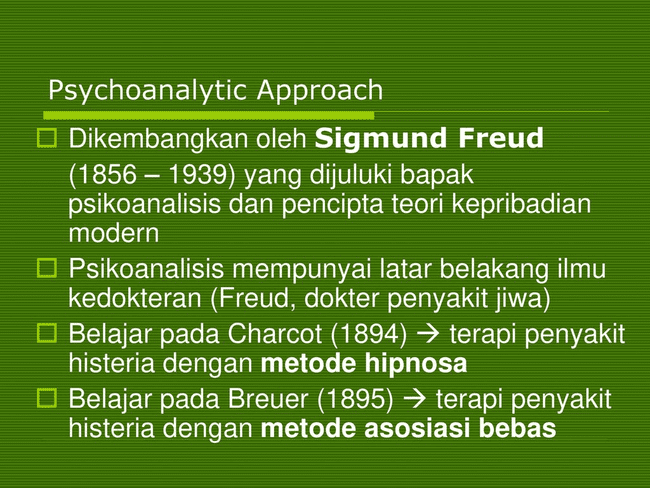 Psychoanalytic Approach
Dikembangkan oleh Sigmund Freud
(1856 – 1939) yang dijuluki bapak
psikoanalisis dan pencipta teori kepribadian
modern
Psikoanalisis mempunyai latar belakang ilmu
kedokteran (Freud, dokter penyakit jiwa)
Belajar pada Charcot (1894) → terapi penyakit
histeria dengan metode hipnosa
Belajar pada Breuer (1895) → terapi penyakit
histeria dengan metode asosiasi bebas